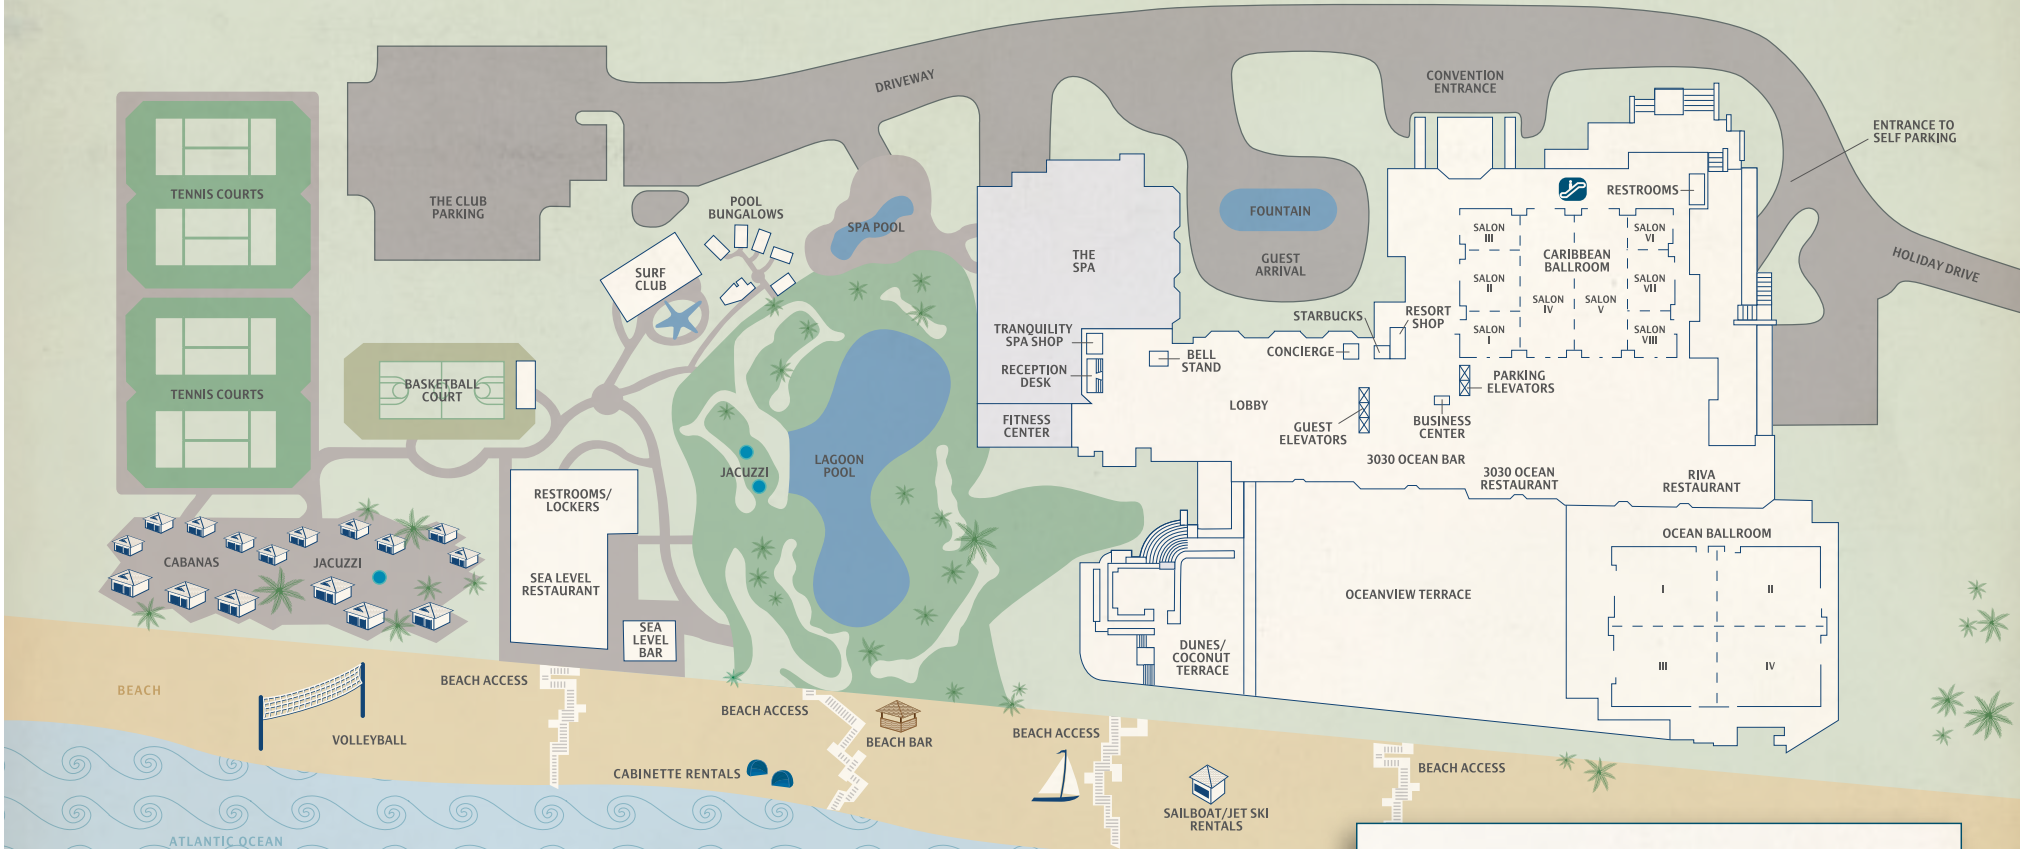 DRIVEWAY
CONVENTION
ENTRANCE
ENTRANCE TO
SELF PARKING
TENNIS COURTS
THE CLUB
PARKING
POOL
BUNGALOWS
SPA POOL
FOUNTAIN
RESTROOMS
SALON
III
SALON
VI
CARIBBEAN
BALLROOM
HOLIDAY DRIVE
THE
SPA
GUEST
ARRIVAL
SURF
CLUB
SALON
II
SALON
IV
SALON
V
SALON
VII
SALON
I
SALON
VIII
STARBUCKS
RESORT
SHOP
TRANQUILITY
SPA SHOP
CONCIERGE
BELL
STAND
RECEPTION
DESK
PARKING
ELEVATORS
BASKETBALL
COURT
TENNIS COURTS
LOBBY
FITNESS
CENTER
GUEST
ELEVATORS
BUSINESS
CENTER
3030 OCEAN BAR
JACUZZI
LAGOON
POOL
3030 OCEAN
RESTAURANT
RIVA
RESTAURANT
RESTROOMS/
LOCKERS
OCEAN BALLROOM
CABANAS
JACUZZI
SEA LEVEL
RESTAURANT
OCEANVIEW TERRACE
I
II
SEA
LEVEL
BAR
DUNES/
COCONUT
TERRACE
III
IV
BEACH
BEACH ACCESS
BEACH ACCESS
VOLLEYBALL
BEACH BAR
BEACH ACCESS
CABINETTE RENTALS
BEACH ACCESS
SAILBOAT/JET SKI
RENTALS
ATLANTIC OCEAN